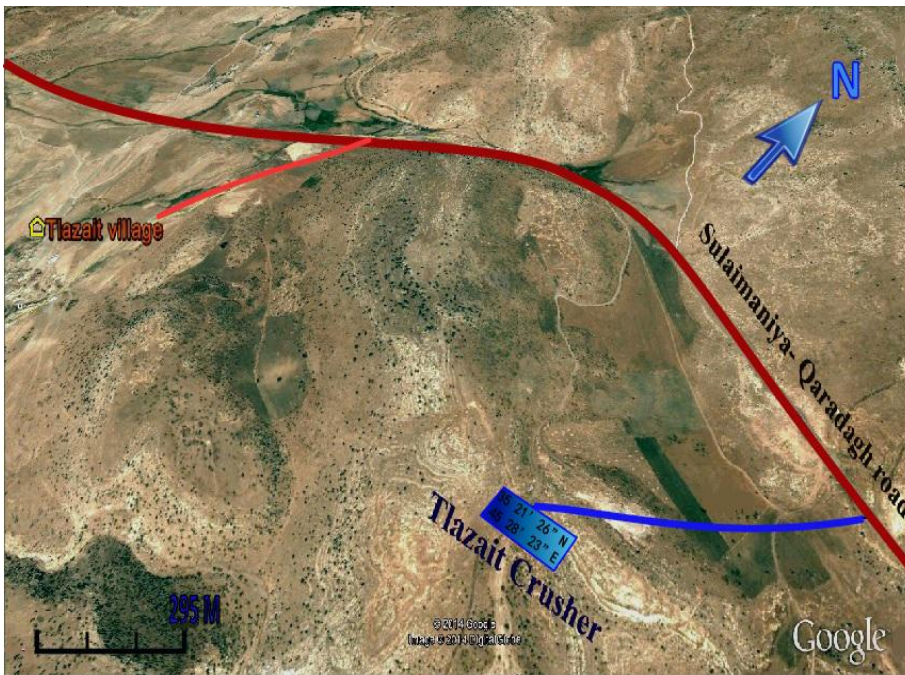 N
Tlazait village
Sulaimaniya- Qaradagh road
35 21' 26" N
45 28' 23" E
Tlazait Crusher
295 M
© 2014 Google
Image © 2014 DigitalGlobe
Google